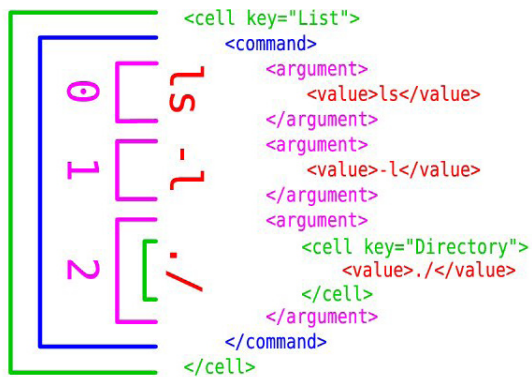 <cell key="List">
<command>
<argument>
<value>ls</value>
</argument>
<argument>
<value>-l</value>
</argument>
<argument>
<cell key="Directory">
<value>./</value>
</cell>
</argument>
</command>
</cell>
ls -l ./
0 1 2